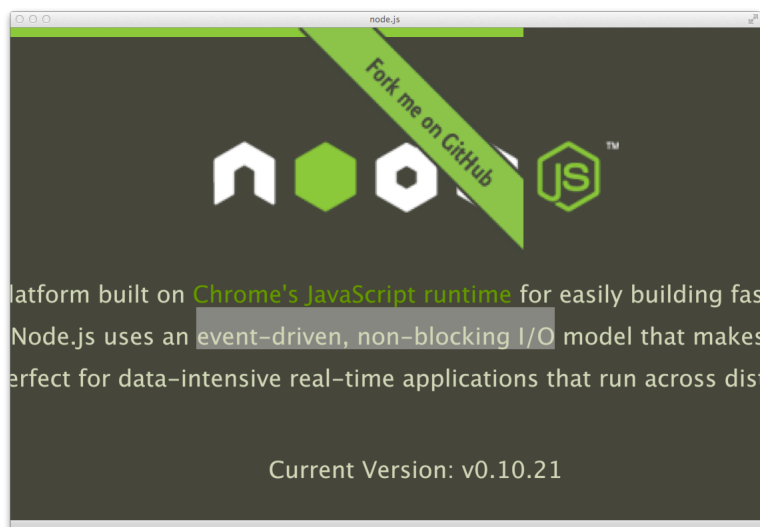 node.js
Fork me on GitHub
JS
TM
latform built on Chrome's JavaScript runtime for easily building fas
Node.js uses an event-driven, non-blocking I/O model that makes
erfect for data-intensive real-time applications that run across dist
Current Version: v0.10.21